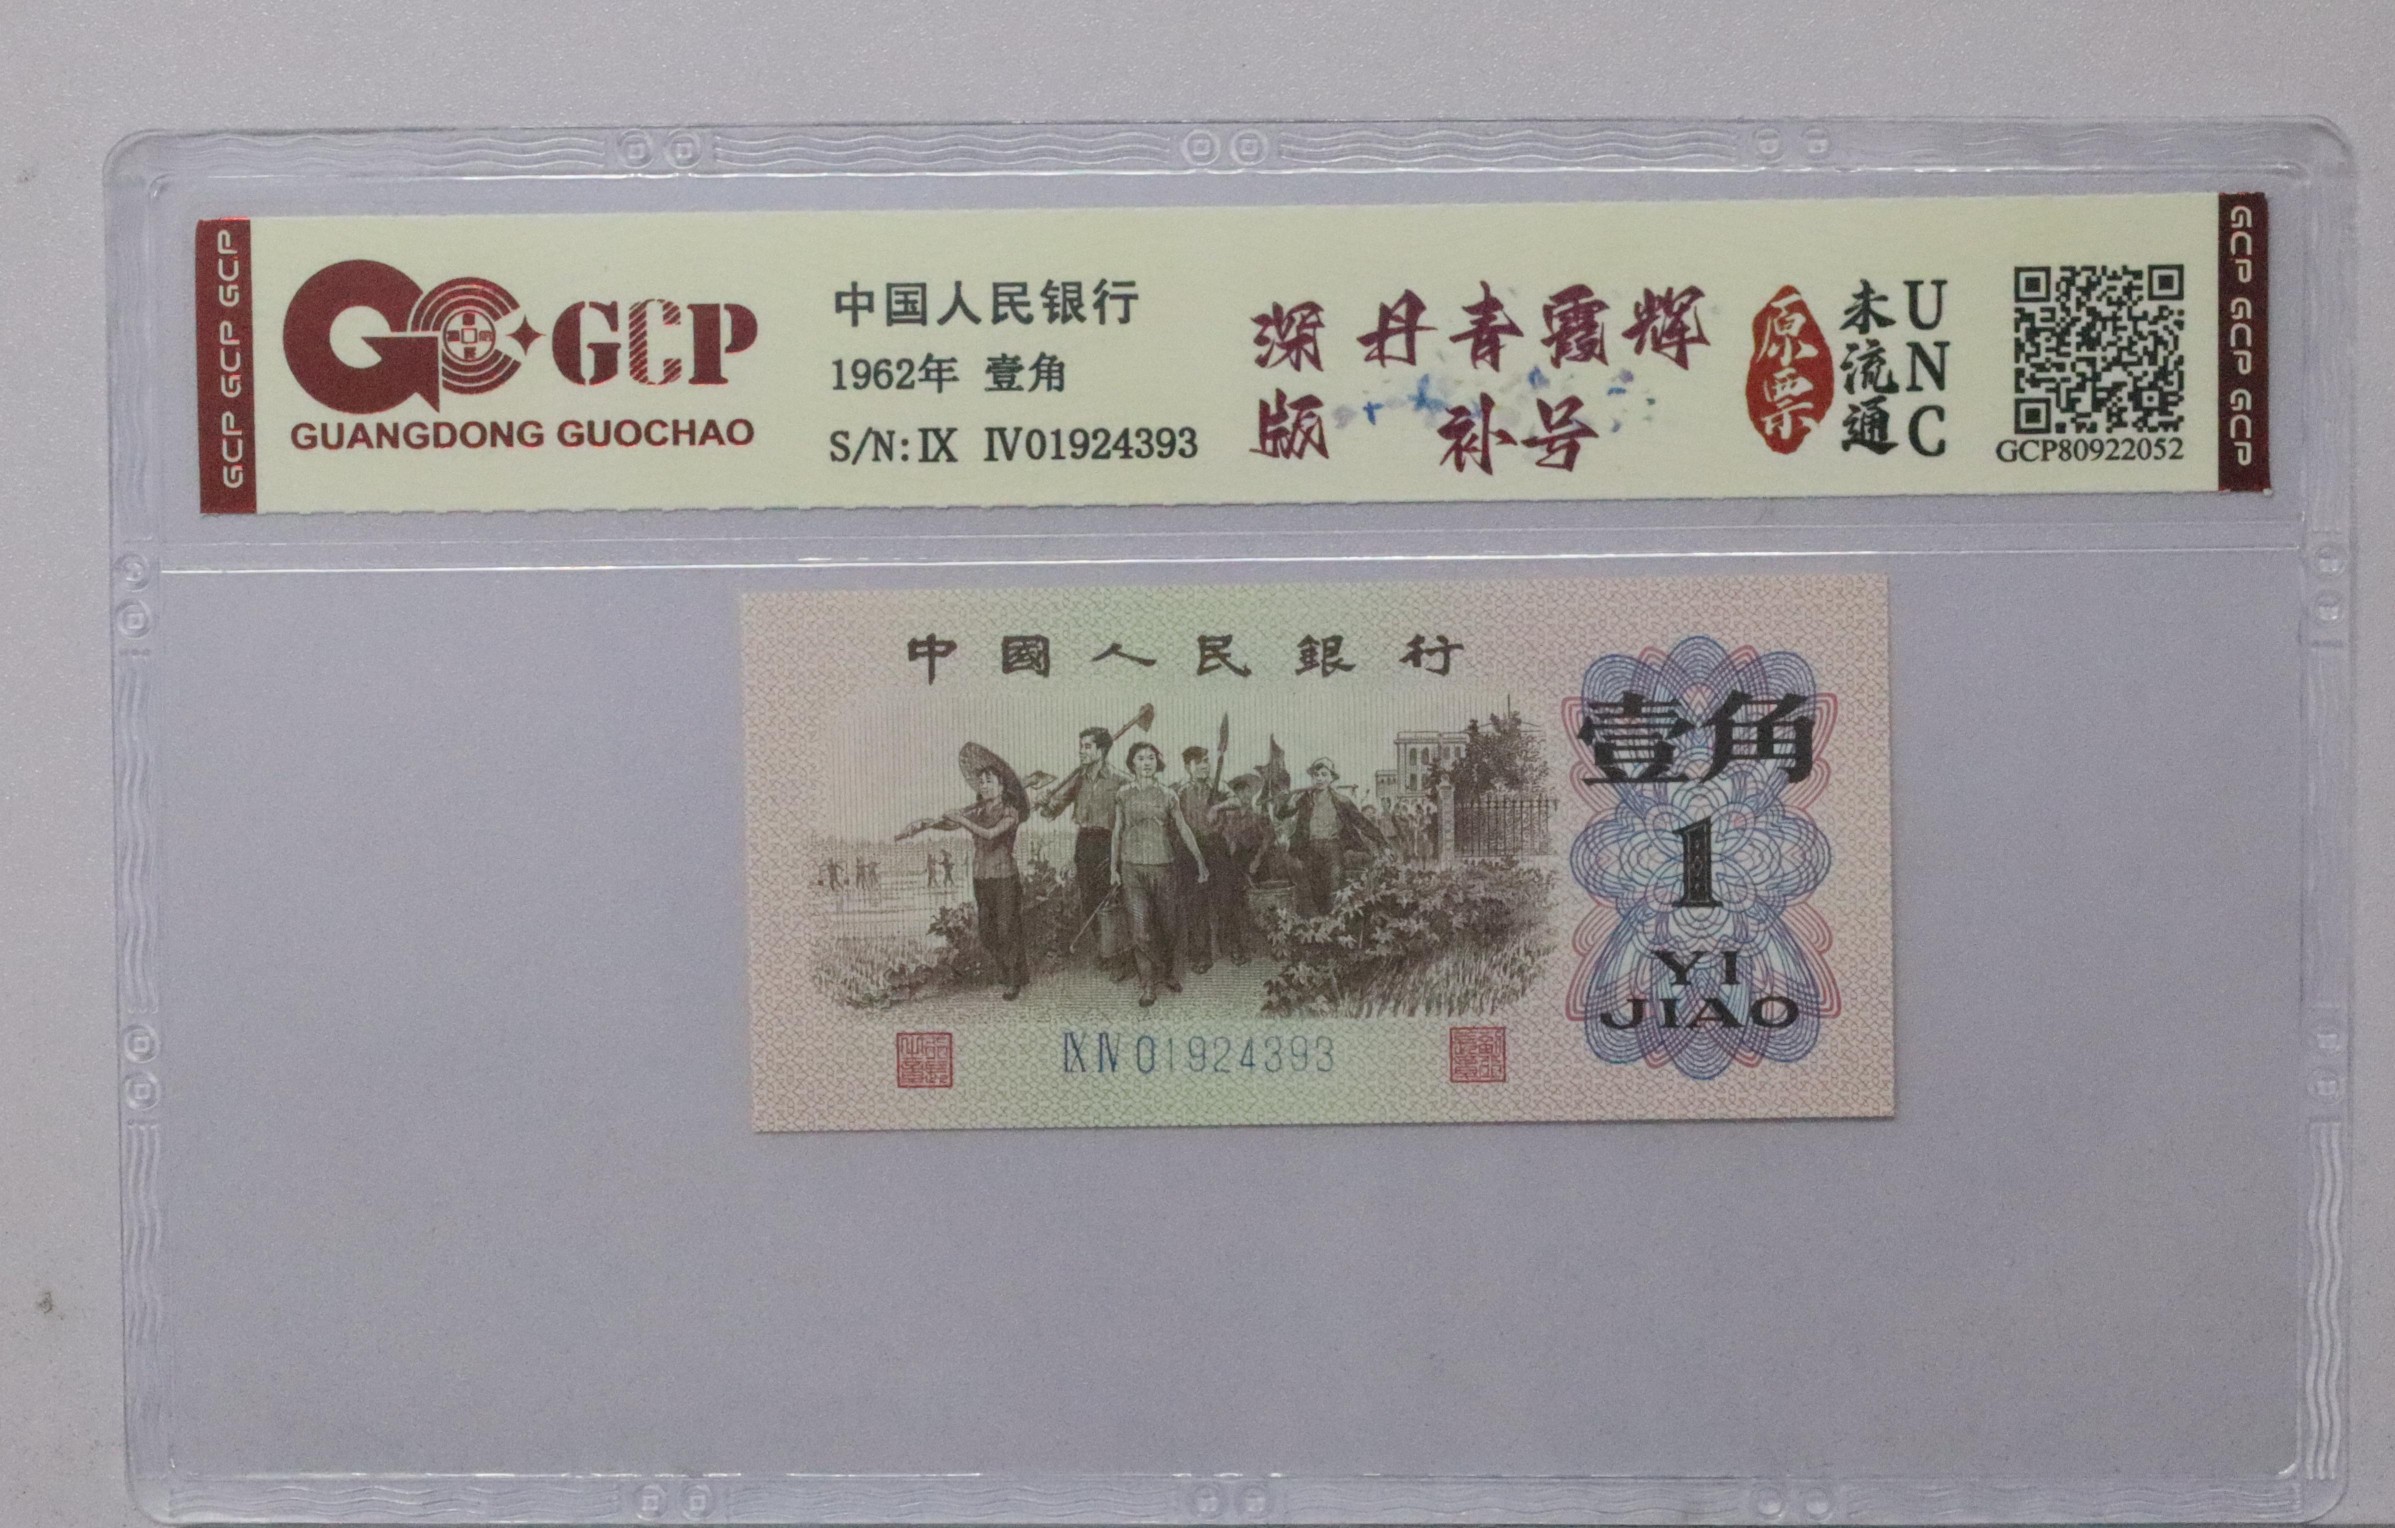 GCP GCP GCP
GCP
GUANGDONG GUOCHAO
中国人民银行
1962年 壹角
S/N: IX IV01924393
深丹青霞辉
版 补号
原票
未流通
UNC
GCP80922052
GCP GCP GCP
中國人民銀行
壹角
1
YI
JIAO
IX IV 01924393